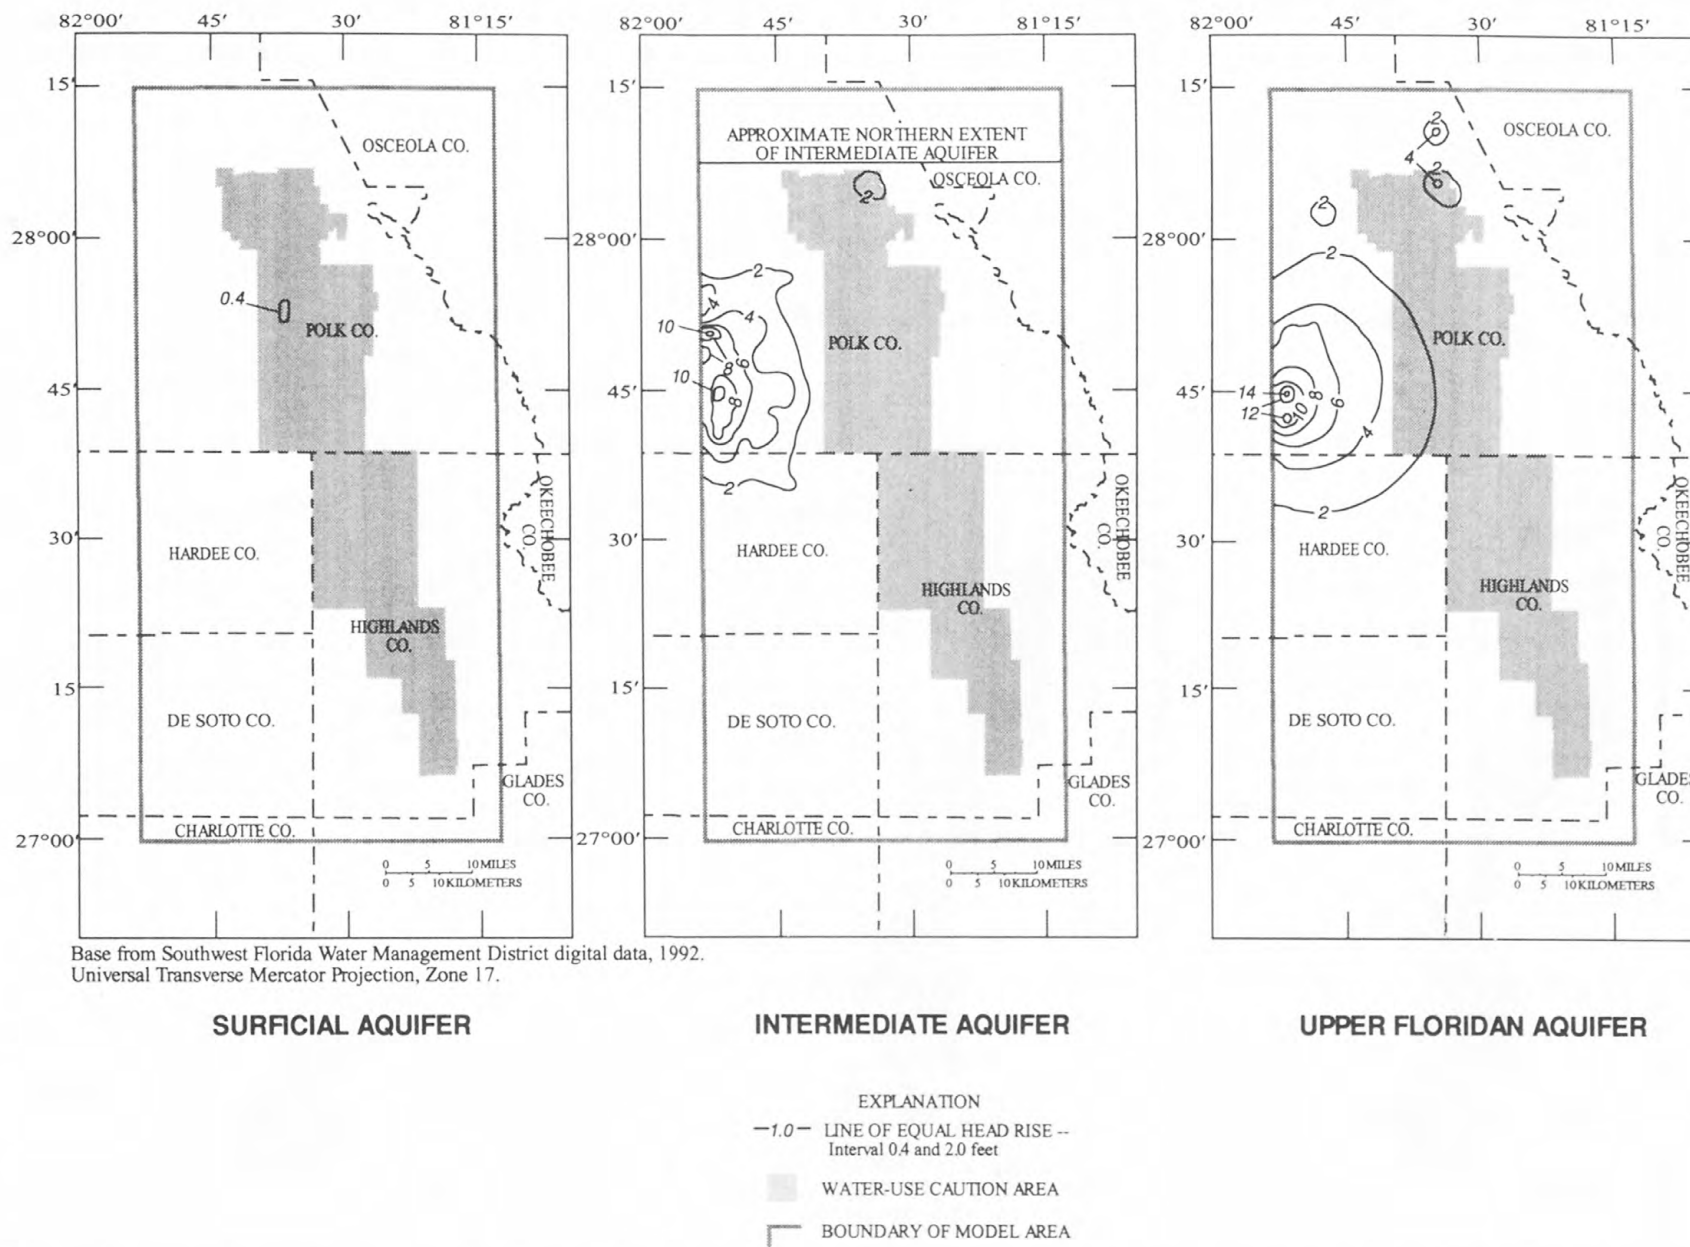 82°00' 45' 30' 81°15'
15'
OSCEOLA CO.
28°00'
0.4
POLK CO.
45'
30'
HARDEE CO.
OKEECHOBEE
CO.
HIGHLANDS
CO.
15'
DE SOTO CO.
GLADES
CO.
CHARLOTTE CO.
27°00'
0 5 10 MILES
0 5 10 KILOMETERS
82°00' 45' 30' 81°15'
15'
APPROXIMATE NORTHERN EXTENT
OF INTERMEDIATE AQUIFER
OSCEOLA CO.
2
28°00'
2
4
4
10
POLK CO.
8
6
45'
10
8
2
30'
HARDEE CO.
OKEECHOBEE
CO.
HIGHLANDS
CO.
15'
DE SOTO CO.
GLADES
CO.
CHARLOTTE CO.
27°00'
0 5 10 MILES
0 5 10 KILOMETERS
82°00' 45' 30' 81°15'
15'
2
OSCEOLA CO.
4
2
2
28°00'
2
POLK CO.
45'
14
12
10
8
6
4
2
30'
HARDEE CO.
OKEECHOBEE
CO.
HIGHLANDS
CO.
15'
DE SOTO CO.
GLADES
CO.
CHARLOTTE CO.
27°00'
0 5 10 MILES
0 5 10 KILOMETERS
Base from Southwest Florida Water Management District digital data, 1992.
Universal Transverse Mercator Projection, Zone 17.
SURFICIAL AQUIFER
INTERMEDIATE AQUIFER
UPPER FLORIDAN AQUIFER
EXPLANATION
—1.0— LINE OF EQUAL HEAD RISE --
Interval 0.4 and 2.0 feet
WATER-USE CAUTION AREA
BOUNDARY OF MODEL AREA